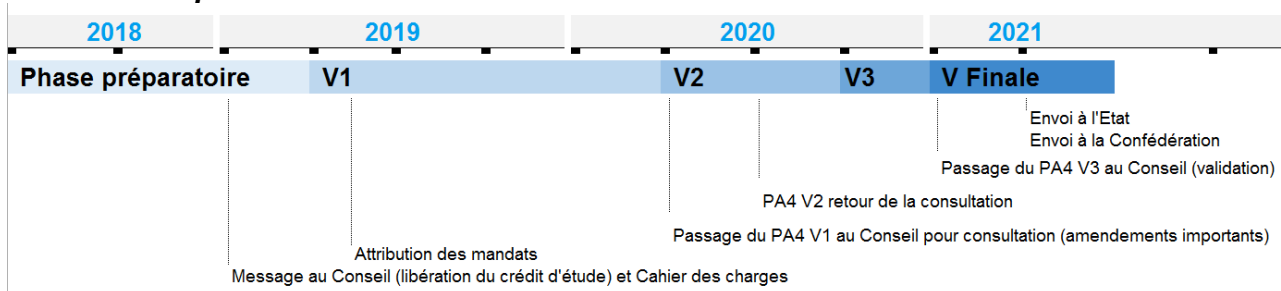 2018 2019 2020 2021
Phase préparatoire V1 V2 V3 V Finale
Envoi à l'Etat
Envoi à la Confédération
Passage du PA4 V3 au Conseil (validation)
PA4 V2 retour de la consultation
Passage du PA4 V1 au Conseil pour consultation (amendements importants)
Attribution des mandats
Message au Conseil (libération du crédit d'étude) et Cahier des charges